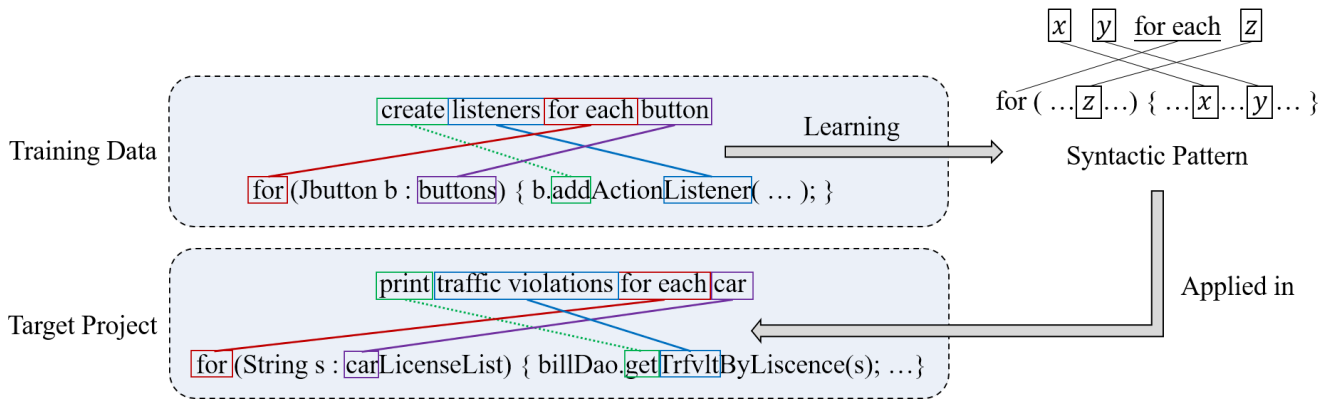 x y for each z
for ( … z …) { … x … y … }
Syntactic Pattern
Training Data
create listeners for each button
for (Jbutton b : buttons) { b.addActionListener( … ); }
Learning
Target Project
print traffic violations for each car
for (String s : carLicenseList) { billDao.getTrfvltByLiscence(s); …}
Applied in